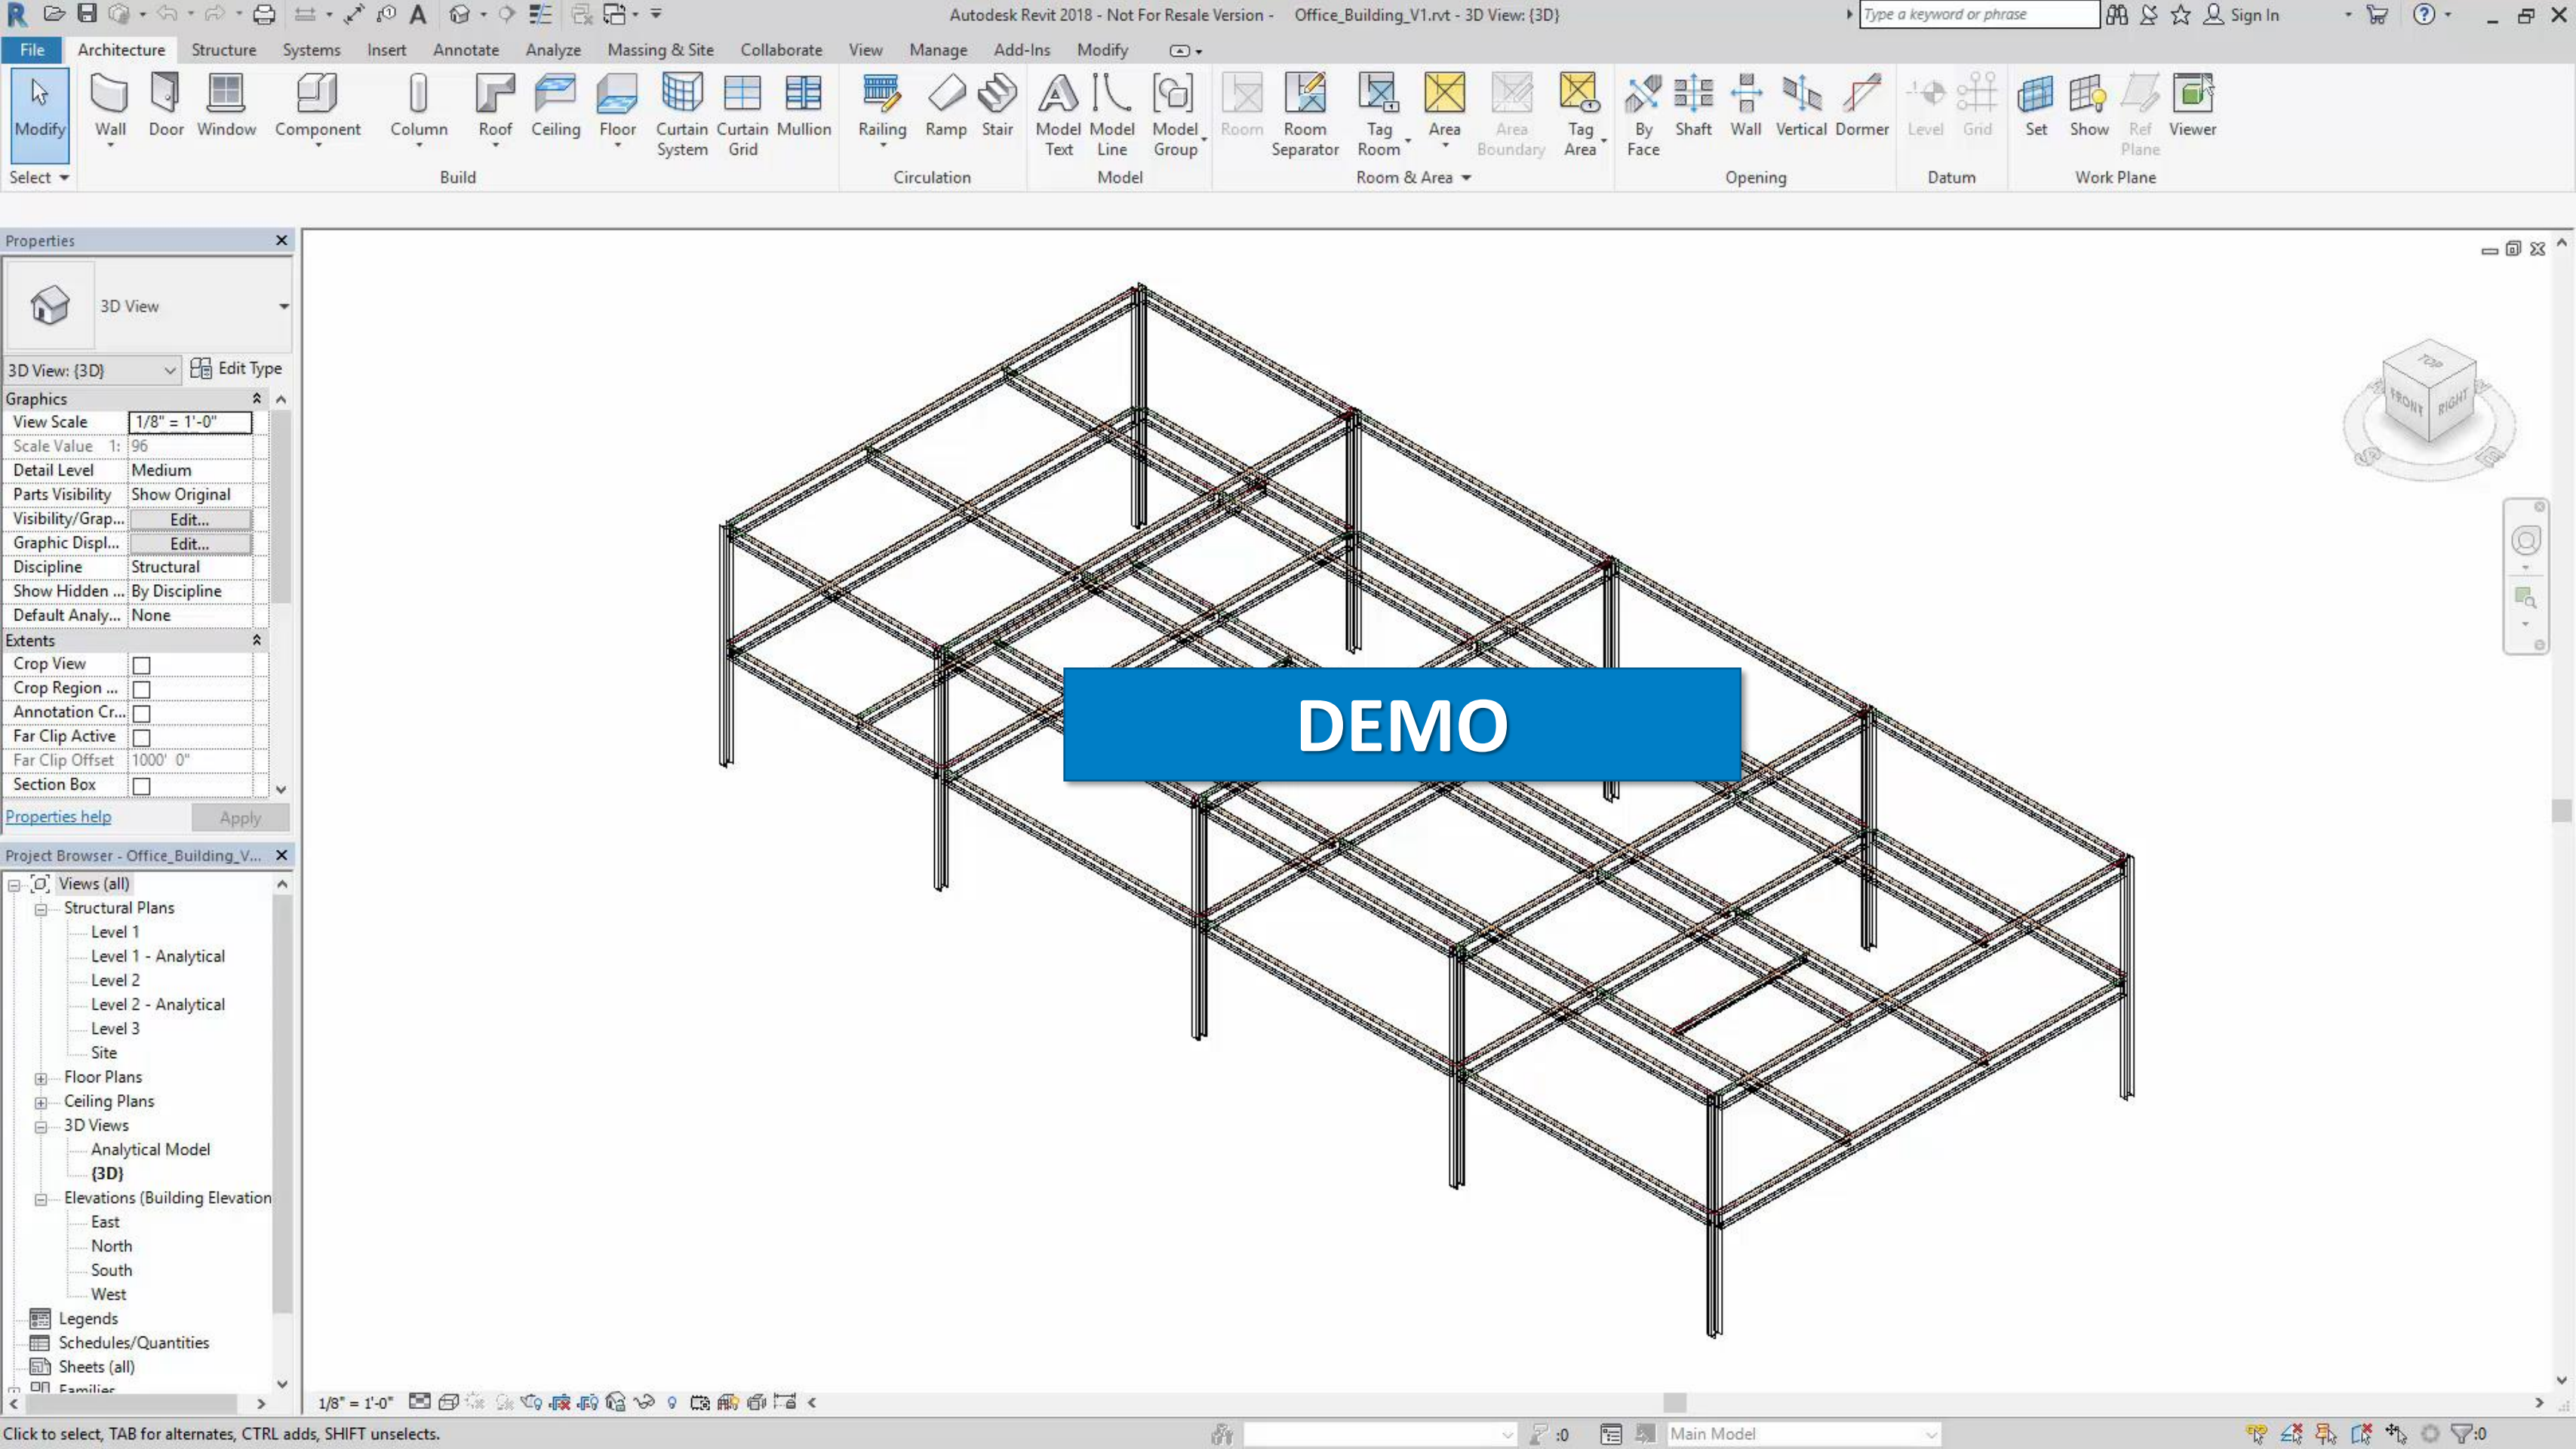 Autodesk Revit 2018 - Not For Resale Version - Office_Building_V1.rvt - 3D View: {3D}
Type a keyword or phrase
Sign In
File Architecture Structure Systems Insert Annotate Analyze Massing & Site Collaborate View Manage Add-Ins Modify
Modify Wall Door Window Component Column Roof Ceiling Floor Curtain System Curtain Grid Mullion Railing Ramp Stair Model Text Model Line Model Group Room Room Separator Tag Room Area Area Boundary Tag Area By Face Shaft Wall Vertical Dormer Level Grid Set Show Ref Plane Viewer
Select Build Circulation Model Room & Area Opening Datum Work Plane
Properties
3D View
3D View: {3D} Edit Type
Graphics
View Scale 1/8" = 1'-0"
Scale Value 1: 96
Detail Level Medium
Parts Visibility Show Original
Visibility/Grap... Edit...
Graphic Displ... Edit...
Discipline Structural
Show Hidden ... By Discipline
Default Analy... None
Extents
Crop View
Crop Region ...
Annotation Cr...
Far Clip Active
Far Clip Offset 1000' 0"
Section Box
Properties help Apply
Project Browser - Office_Building_V...
Views (all)
Structural Plans
Level 1
Level 1 - Analytical
Level 2
Level 2 - Analytical
Level 3
Site
Floor Plans
Ceiling Plans
3D Views
Analytical Model
{3D}
Elevations (Building Elevation
East
North
South
West
Legends
Schedules/Quantities
Sheets (all)
Families
DEMO
TOP
FRONT
RIGHT
1/8" = 1'-0"
Click to select, TAB for alternates, CTRL adds, SHIFT unselects.
:0
Main Model
:0